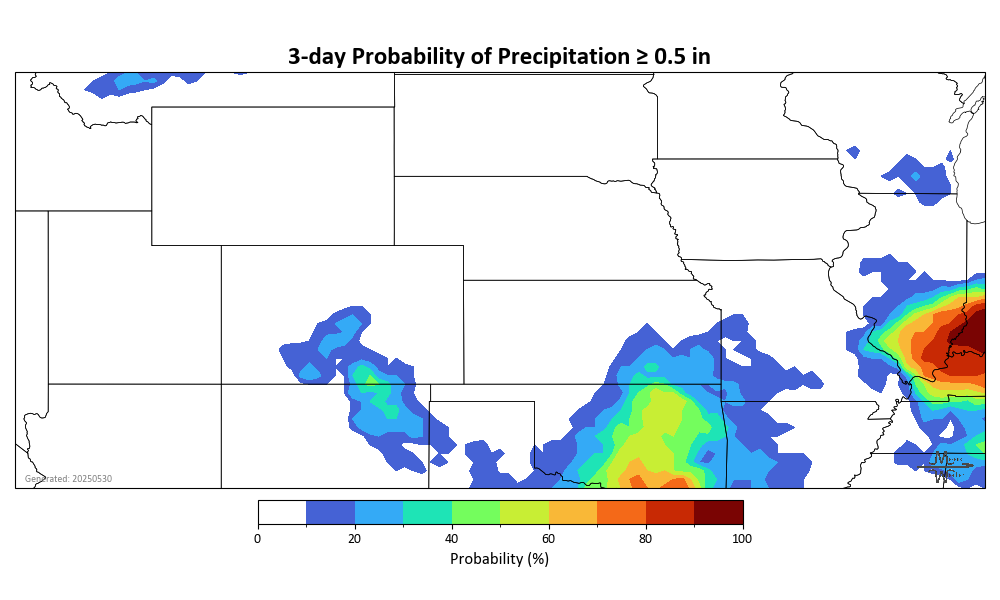 3-day Probability of Precipitation ≥ 0.5 in
Generated: 20250530
0 20 40 60 80 100
Probability (%)